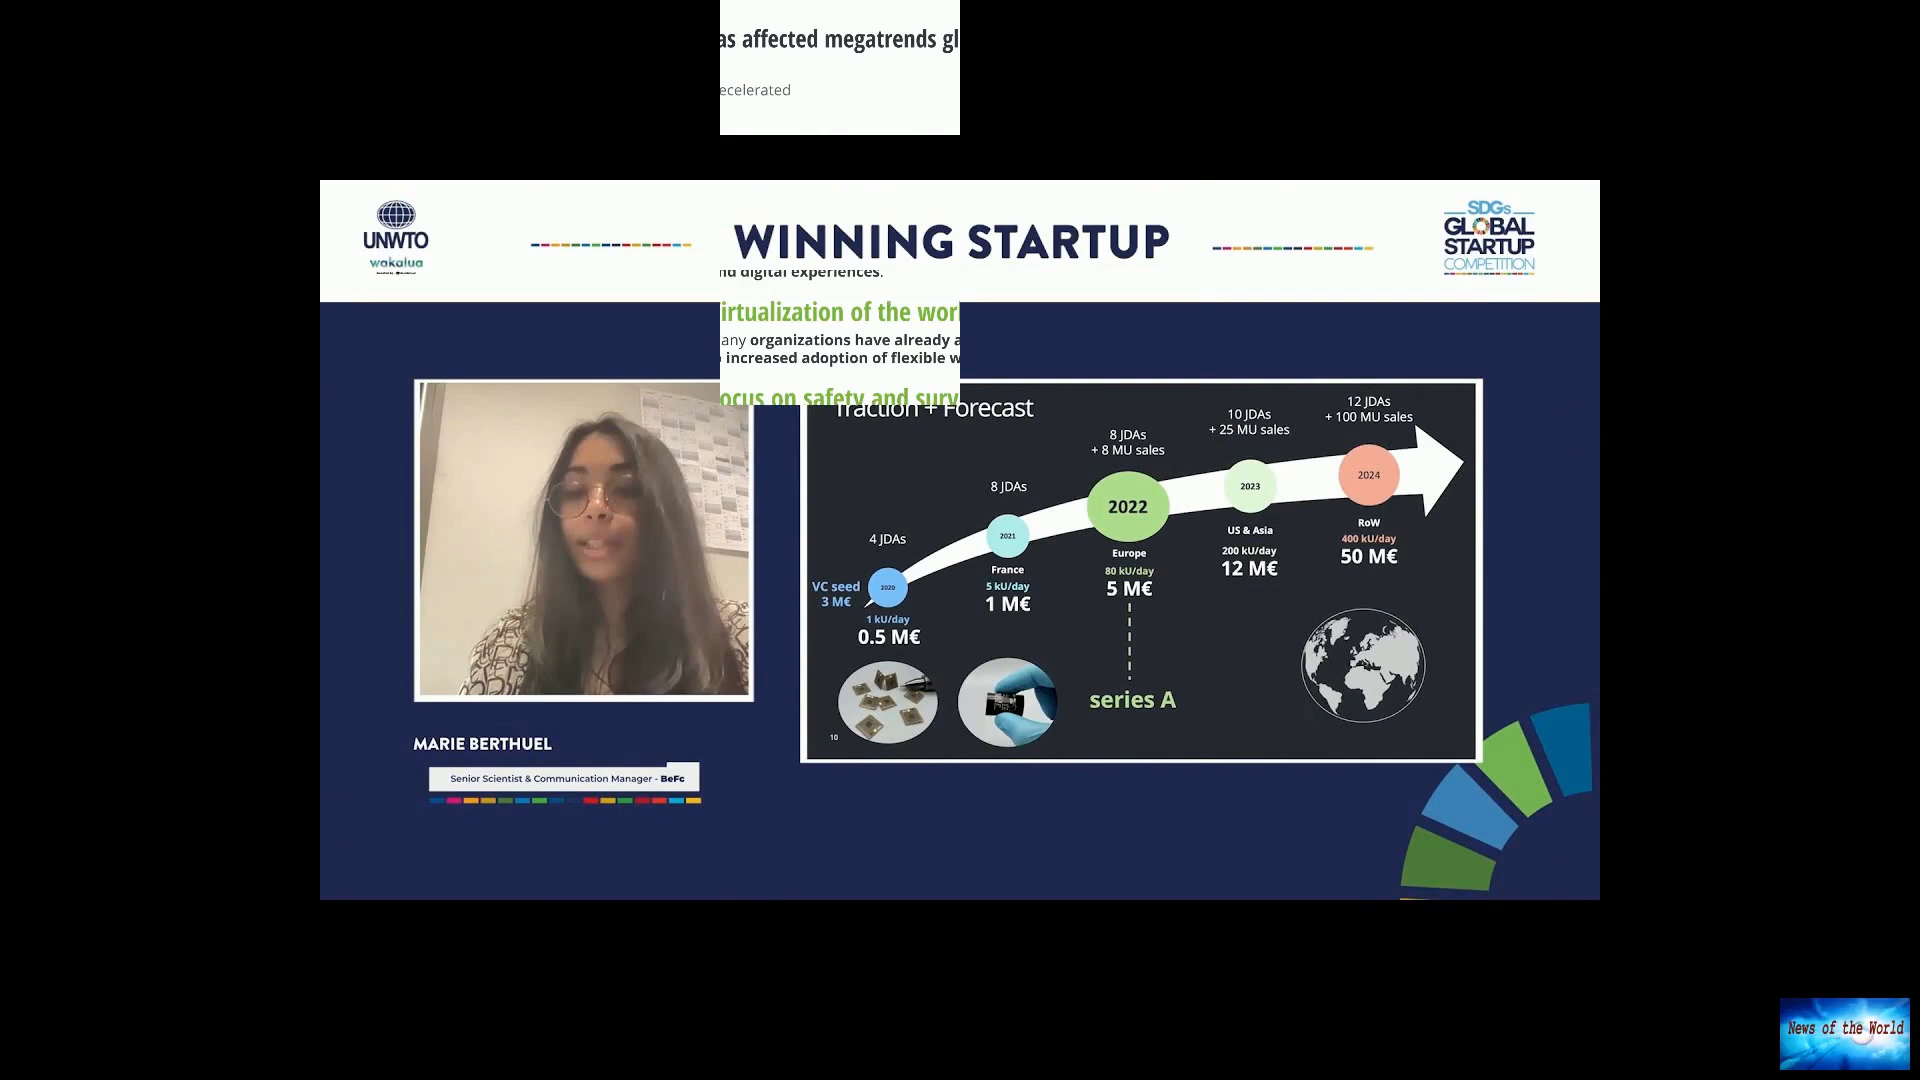 as affected megatrends gl
ecelerated
UNWTO
wakalua
WINNING STARTUP
SDGs
GLOBAL
STARTUP
COMPETITION
nd digital experiences.
irtualization of the wor
any organizations have already a
increased adoption of flexible w
ocus on safety and surv
Traction + Forecast
12 JDAs
+ 100 MU sales
10 JDAs
+ 25 MU sales
8 JDAs
+ 8 MU sales
8 JDAs
4 JDAs
2020
2021
2022
2023
2024
VC seed
3 M€
1 kU/day
0.5 M€
France
5 kU/day
1 M€
Europe
80 kU/day
5 M€
US & Asia
200 kU/day
12 M€
RoW
400 kU/day
50 M€
series A
10
MARIE BERTHUEL
Senior Scientist & Communication Manager - BeFc
News of the World